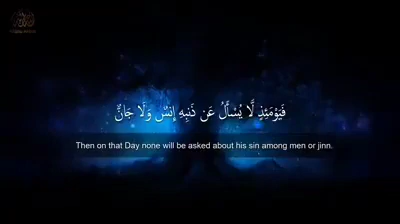 فَيَوْمَئِذٍ لَّا يُسْأَلُ عَن ذَنبِهِ إِنسٌ وَلَا جَانٌّ
Then on that Day none will be asked about his sin among men or jinn.